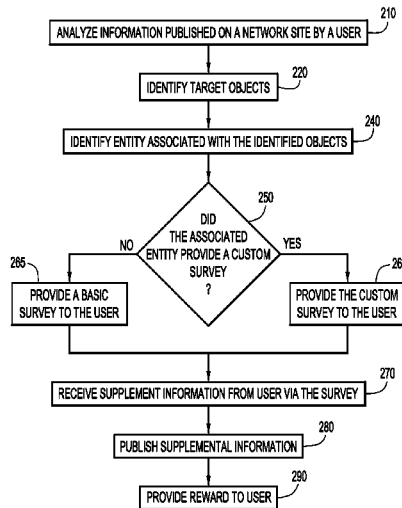 210
ANALYZE INFORMATION PUBLISHED ON A NETWORK SITE BY A USER
220
IDENTIFY TARGET OBJECTS
240
IDENTIFY ENTITY ASSOCIATED WITH THE IDENTIFIED OBJECTS
250
DID
THE ASSOCIATED
ENTITY PROVIDE A CUSTOM
SURVEY
?
NO
YES
265
PROVIDE A BASIC
SURVEY TO THE USER
PROVIDE THE CUSTOM
SURVEY TO THE USER
270
RECEIVE SUPPLEMENT INFORMATION FROM USER VIA THE SURVEY
280
PUBLISH SUPPLEMENTAL INFORMATION
290
PROVIDE REWARD TO USER